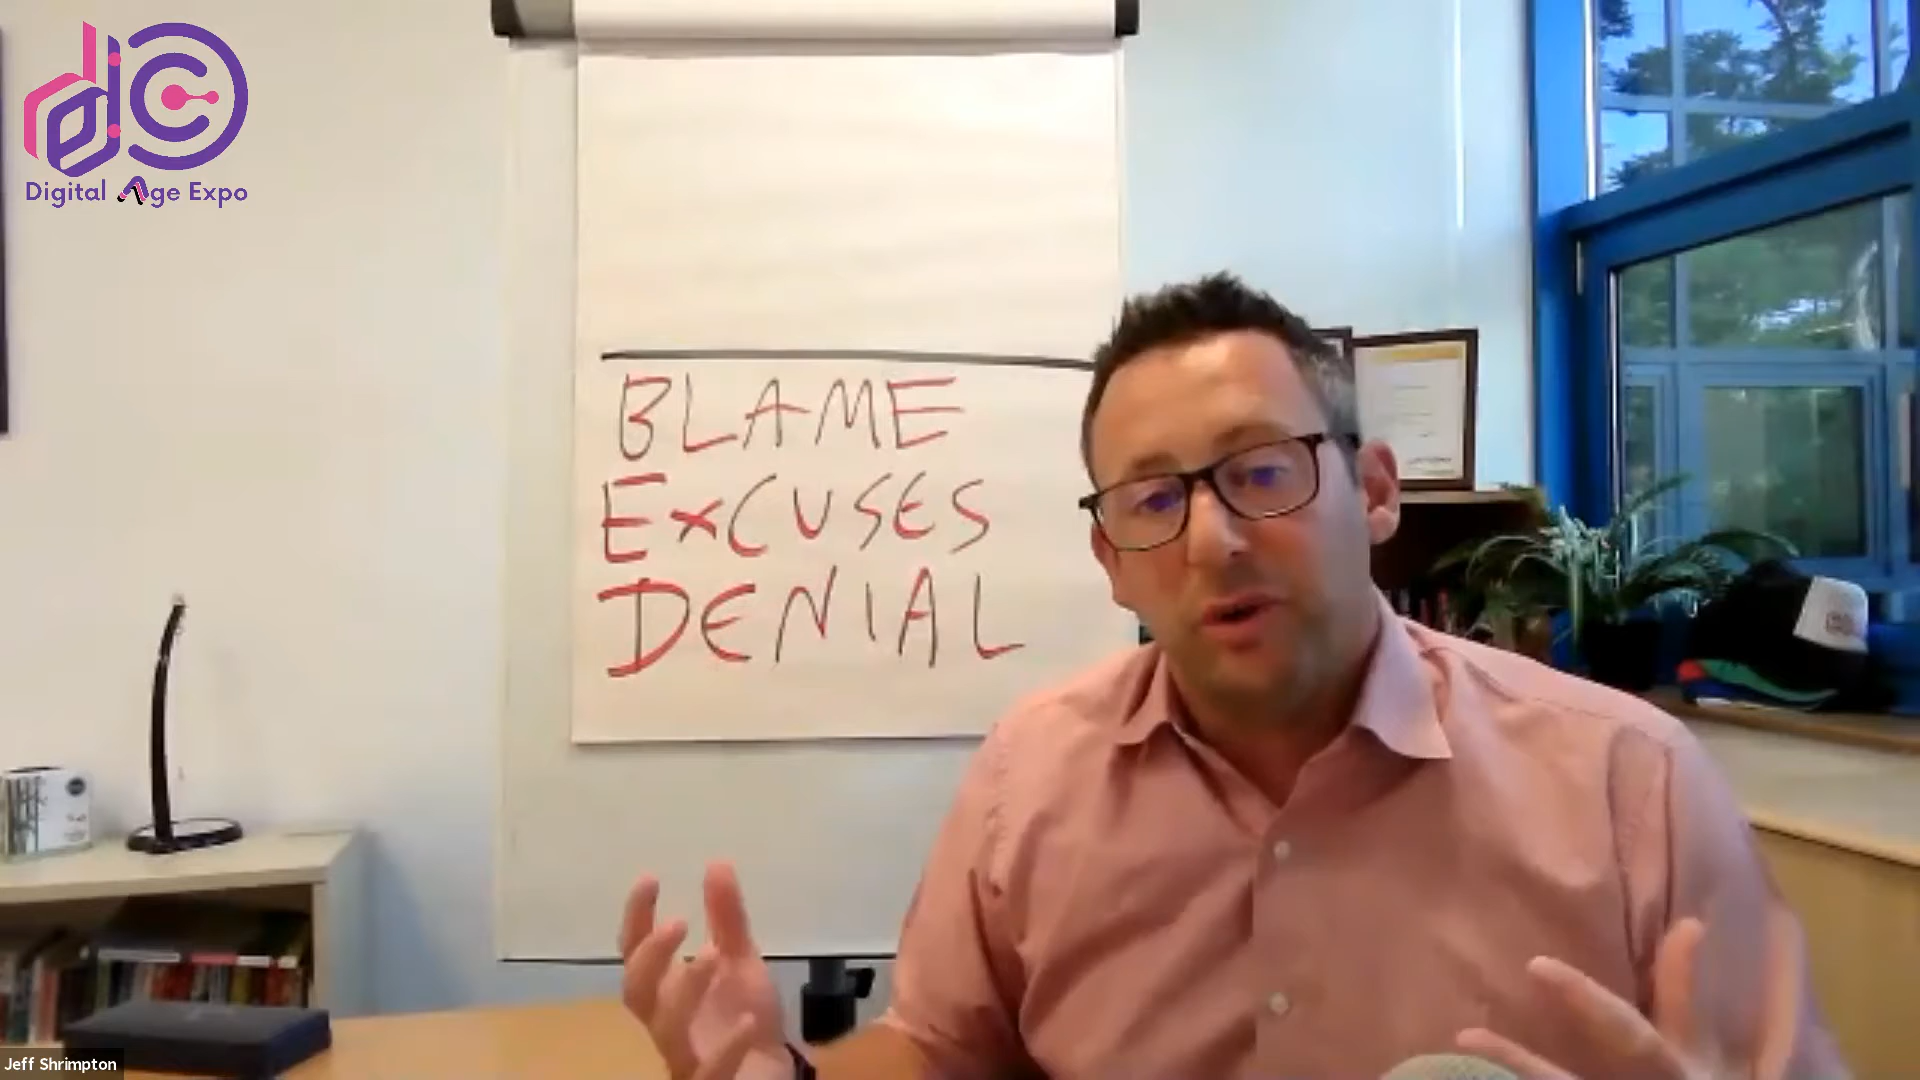 Digital Age Expo
BLAME
EXCUSES
DENIAL
Jeff Shrimpton